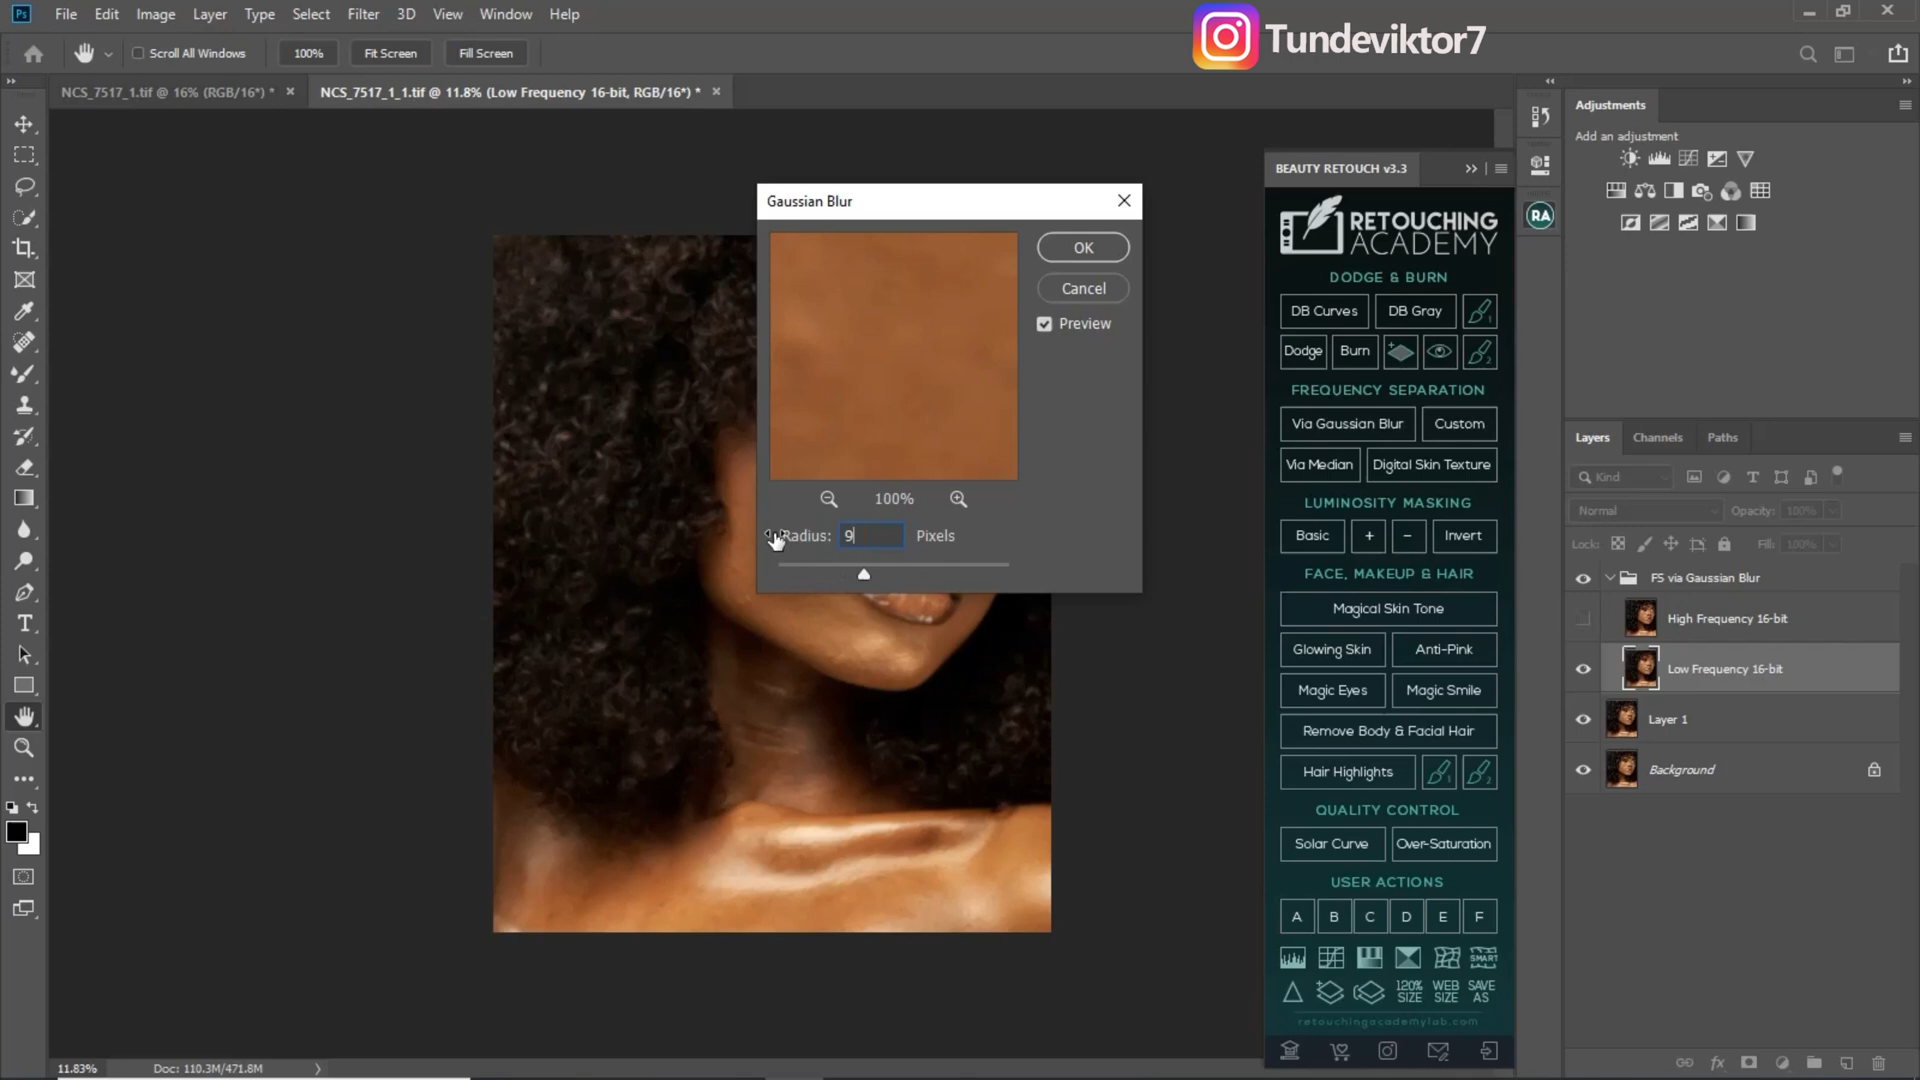 Ps File Edit Image Layer Type Select Filter 3D View Window Help
Tundeviktor7
Scroll All Windows 100% Fit Screen Fill Screen
NCS_7517_1.tif @ 16% (RGB/16*) * × NCS_7517_1_1.tif @ 11.8% (Low Frequency 16-bit, RGB/16*) * ×
Gaussian Blur
OK
Cancel
Preview
100%
Radius: 9 Pixels
BEAUTY RETOUCH v3.3
RETOUCHING
ACADEMY
DODGE & BURN
DB Curves DB Gray 1
Dodge Burn 2
FREQUENCY SEPARATION
Via Gaussian Blur Custom
Via Median Digital Skin Texture
LUMINOSITY MASKING
Basic + − Invert
FACE, MAKEUP & HAIR
Magical Skin Tone
Glowing Skin Anti-Pink
Magic Eyes Magic Smile
Remove Body & Facial Hair
Hair Highlights 1 2
QUALITY CONTROL
Solar Curve Over-Saturation
USER ACTIONS
A B C D E F
SMART
120% SIZE WEB SIZE SAVE AS
retouchingacademylab.com
RA
Adjustments
Add an adjustment
Layers Channels Paths
Kind
Normal Opacity: 100%
Lock: Fill: 100%
FS via Gaussian Blur
High Frequency 16-bit
Low Frequency 16-bit
Layer 1
Background
fx
T
11.83% Doc: 110.3M/471.8M